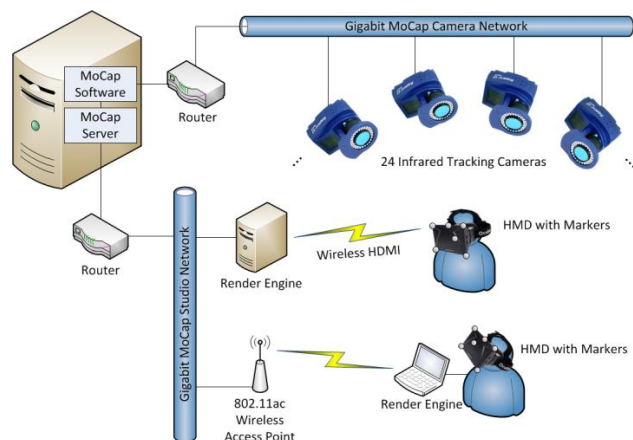 Gigabit MoCap Camera Network
MoCap
Software
MoCap
Server
Router
24 Infrared Tracking Cameras
...
...
Router
Gigabit MoCap Studio Network
Render Engine
Wireless HDMI
HMD with Markers
802.11ac
Wireless
Access Point
Render Engine
HMD with Markers